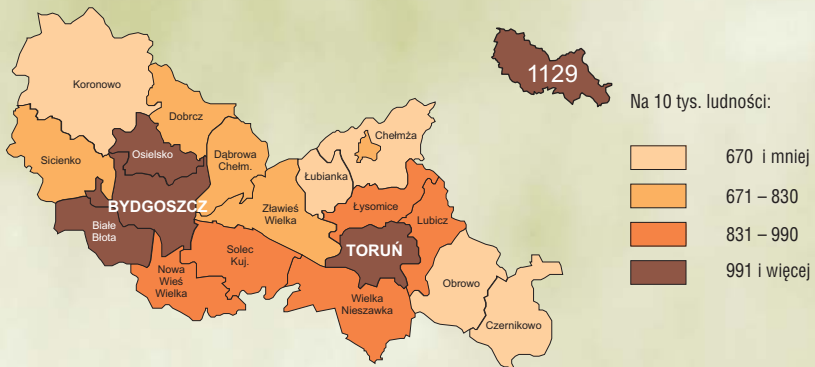 1129
Na 10 tys. ludności:
670 i mniej
671 – 830
831 – 990
991 i więcej
Koronowo
Dobrcz
Osielsko
Sicienko
Dąbrowa
Chełm.
Chełmża
Łubianka
BYDGOSZCZ
Zławieś
Wielka
Łysomice
Lubicz
Białe
Błota
Solec
Kuj.
TORUŃ
Nowa
Wieś
Wielka
Obrowo
Wielka
Nieszawka
Czernikowo